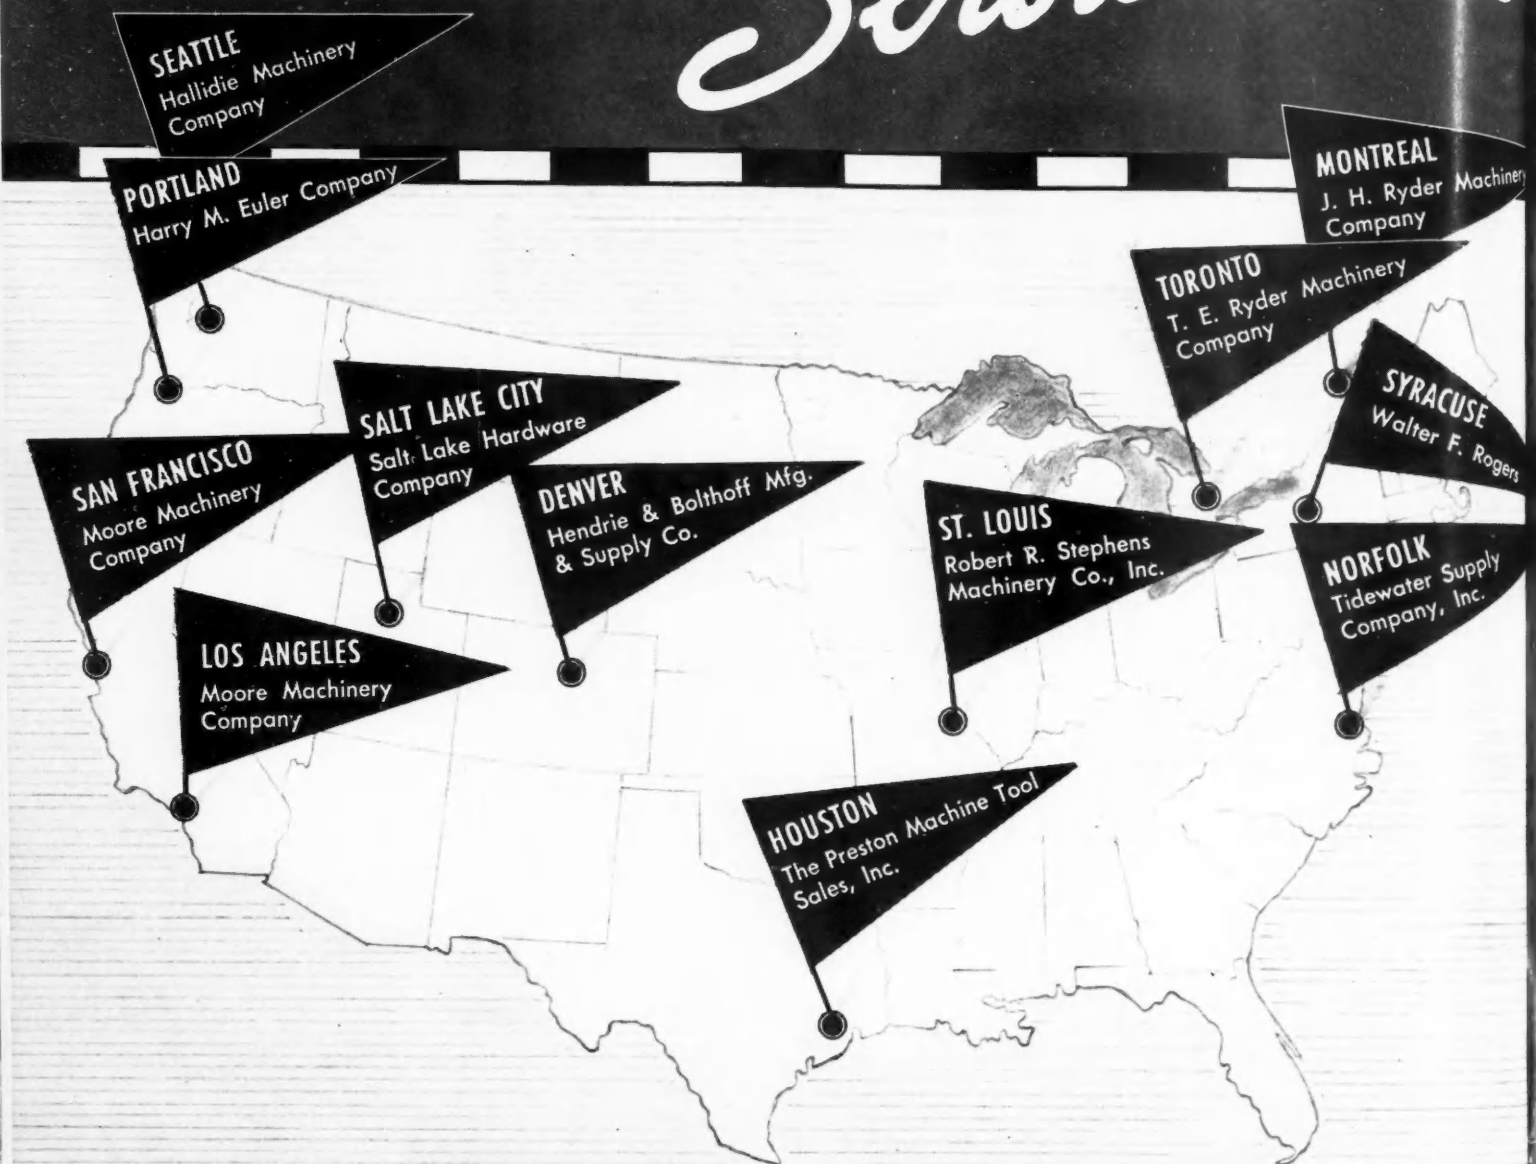 SEATTLE
Hallidie Machinery
Company
PORTLAND
Harry M. Euler Company
MONTREAL
J. H. Ryder Machinery
Company
TORONTO
T. E. Ryder Machinery
Company
SYRACUSE
Walter F. Rogers
SALT LAKE CITY
Salt Lake Hardware
Company
SAN FRANCISCO
Moore Machinery
Company
DENVER
Hendrie & Bolthoff Mfg.
& Supply Co.
ST. LOUIS
Robert R. Stephens
Machinery Co., Inc.
NORFOLK
Tidewater Supply
Company, Inc.
LOS ANGELES
Moore Machinery
Company
HOUSTON
The Preston Machine Tool
Sales, Inc.